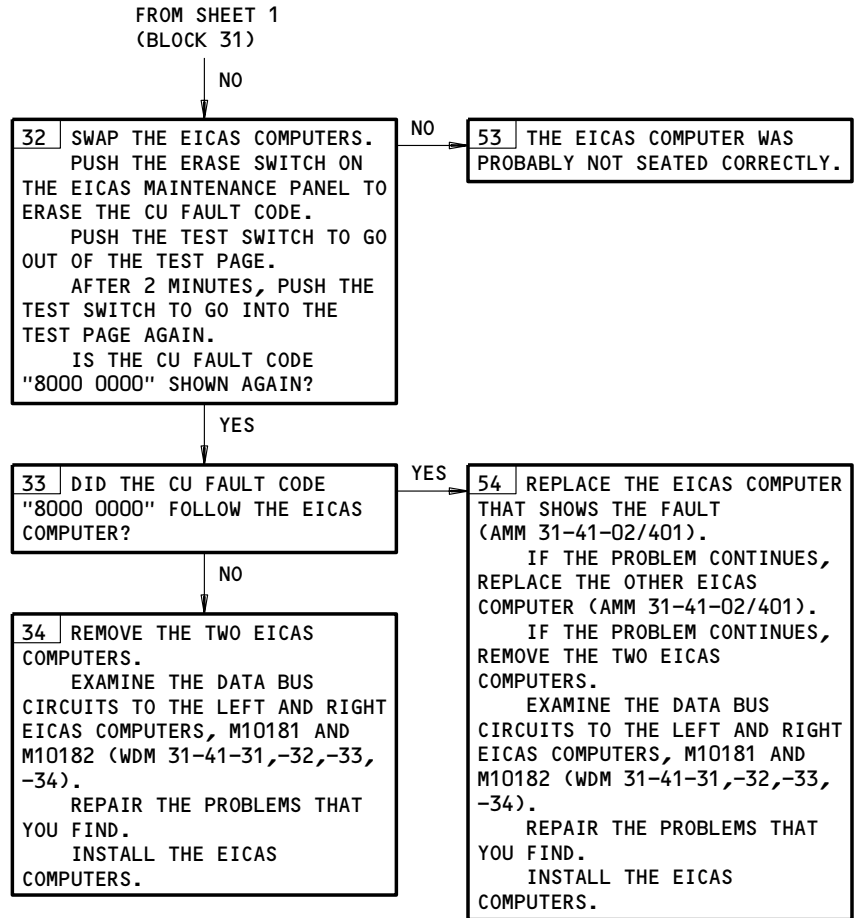 FROM SHEET 1
(BLOCK 31)
NO
32 SWAP THE EICAS COMPUTERS.
PUSH THE ERASE SWITCH ON
THE EICAS MAINTENANCE PANEL TO
ERASE THE CU FAULT CODE.
PUSH THE TEST SWITCH TO GO
OUT OF THE TEST PAGE.
AFTER 2 MINUTES, PUSH THE
TEST SWITCH TO GO INTO THE
TEST PAGE AGAIN.
IS THE CU FAULT CODE
"8000 0000" SHOWN AGAIN?
NO
53 THE EICAS COMPUTER WAS
PROBABLY NOT SEATED CORRECTLY.
YES
33 DID THE CU FAULT CODE
"8000 0000" FOLLOW THE EICAS
COMPUTER?
YES
54 REPLACE THE EICAS COMPUTER
THAT SHOWS THE FAULT
(AMM 31-41-02/401).
IF THE PROBLEM CONTINUES,
REPLACE THE OTHER EICAS
COMPUTER (AMM 31-41-02/401).
IF THE PROBLEM CONTINUES,
REMOVE THE TWO EICAS
COMPUTERS.
EXAMINE THE DATA BUS
CIRCUITS TO THE LEFT AND RIGHT
EICAS COMPUTERS, M10181 AND
M10182 (WDM 31-41-31,-32,-33,
-34).
REPAIR THE PROBLEMS THAT
YOU FIND.
INSTALL THE EICAS
COMPUTERS.
NO
34 REMOVE THE TWO EICAS
COMPUTERS.
EXAMINE THE DATA BUS
CIRCUITS TO THE LEFT AND RIGHT
EICAS COMPUTERS, M10181 AND
M10182 (WDM 31-41-31,-32,-33,
-34).
REPAIR THE PROBLEMS THAT
YOU FIND.
INSTALL THE EICAS
COMPUTERS.